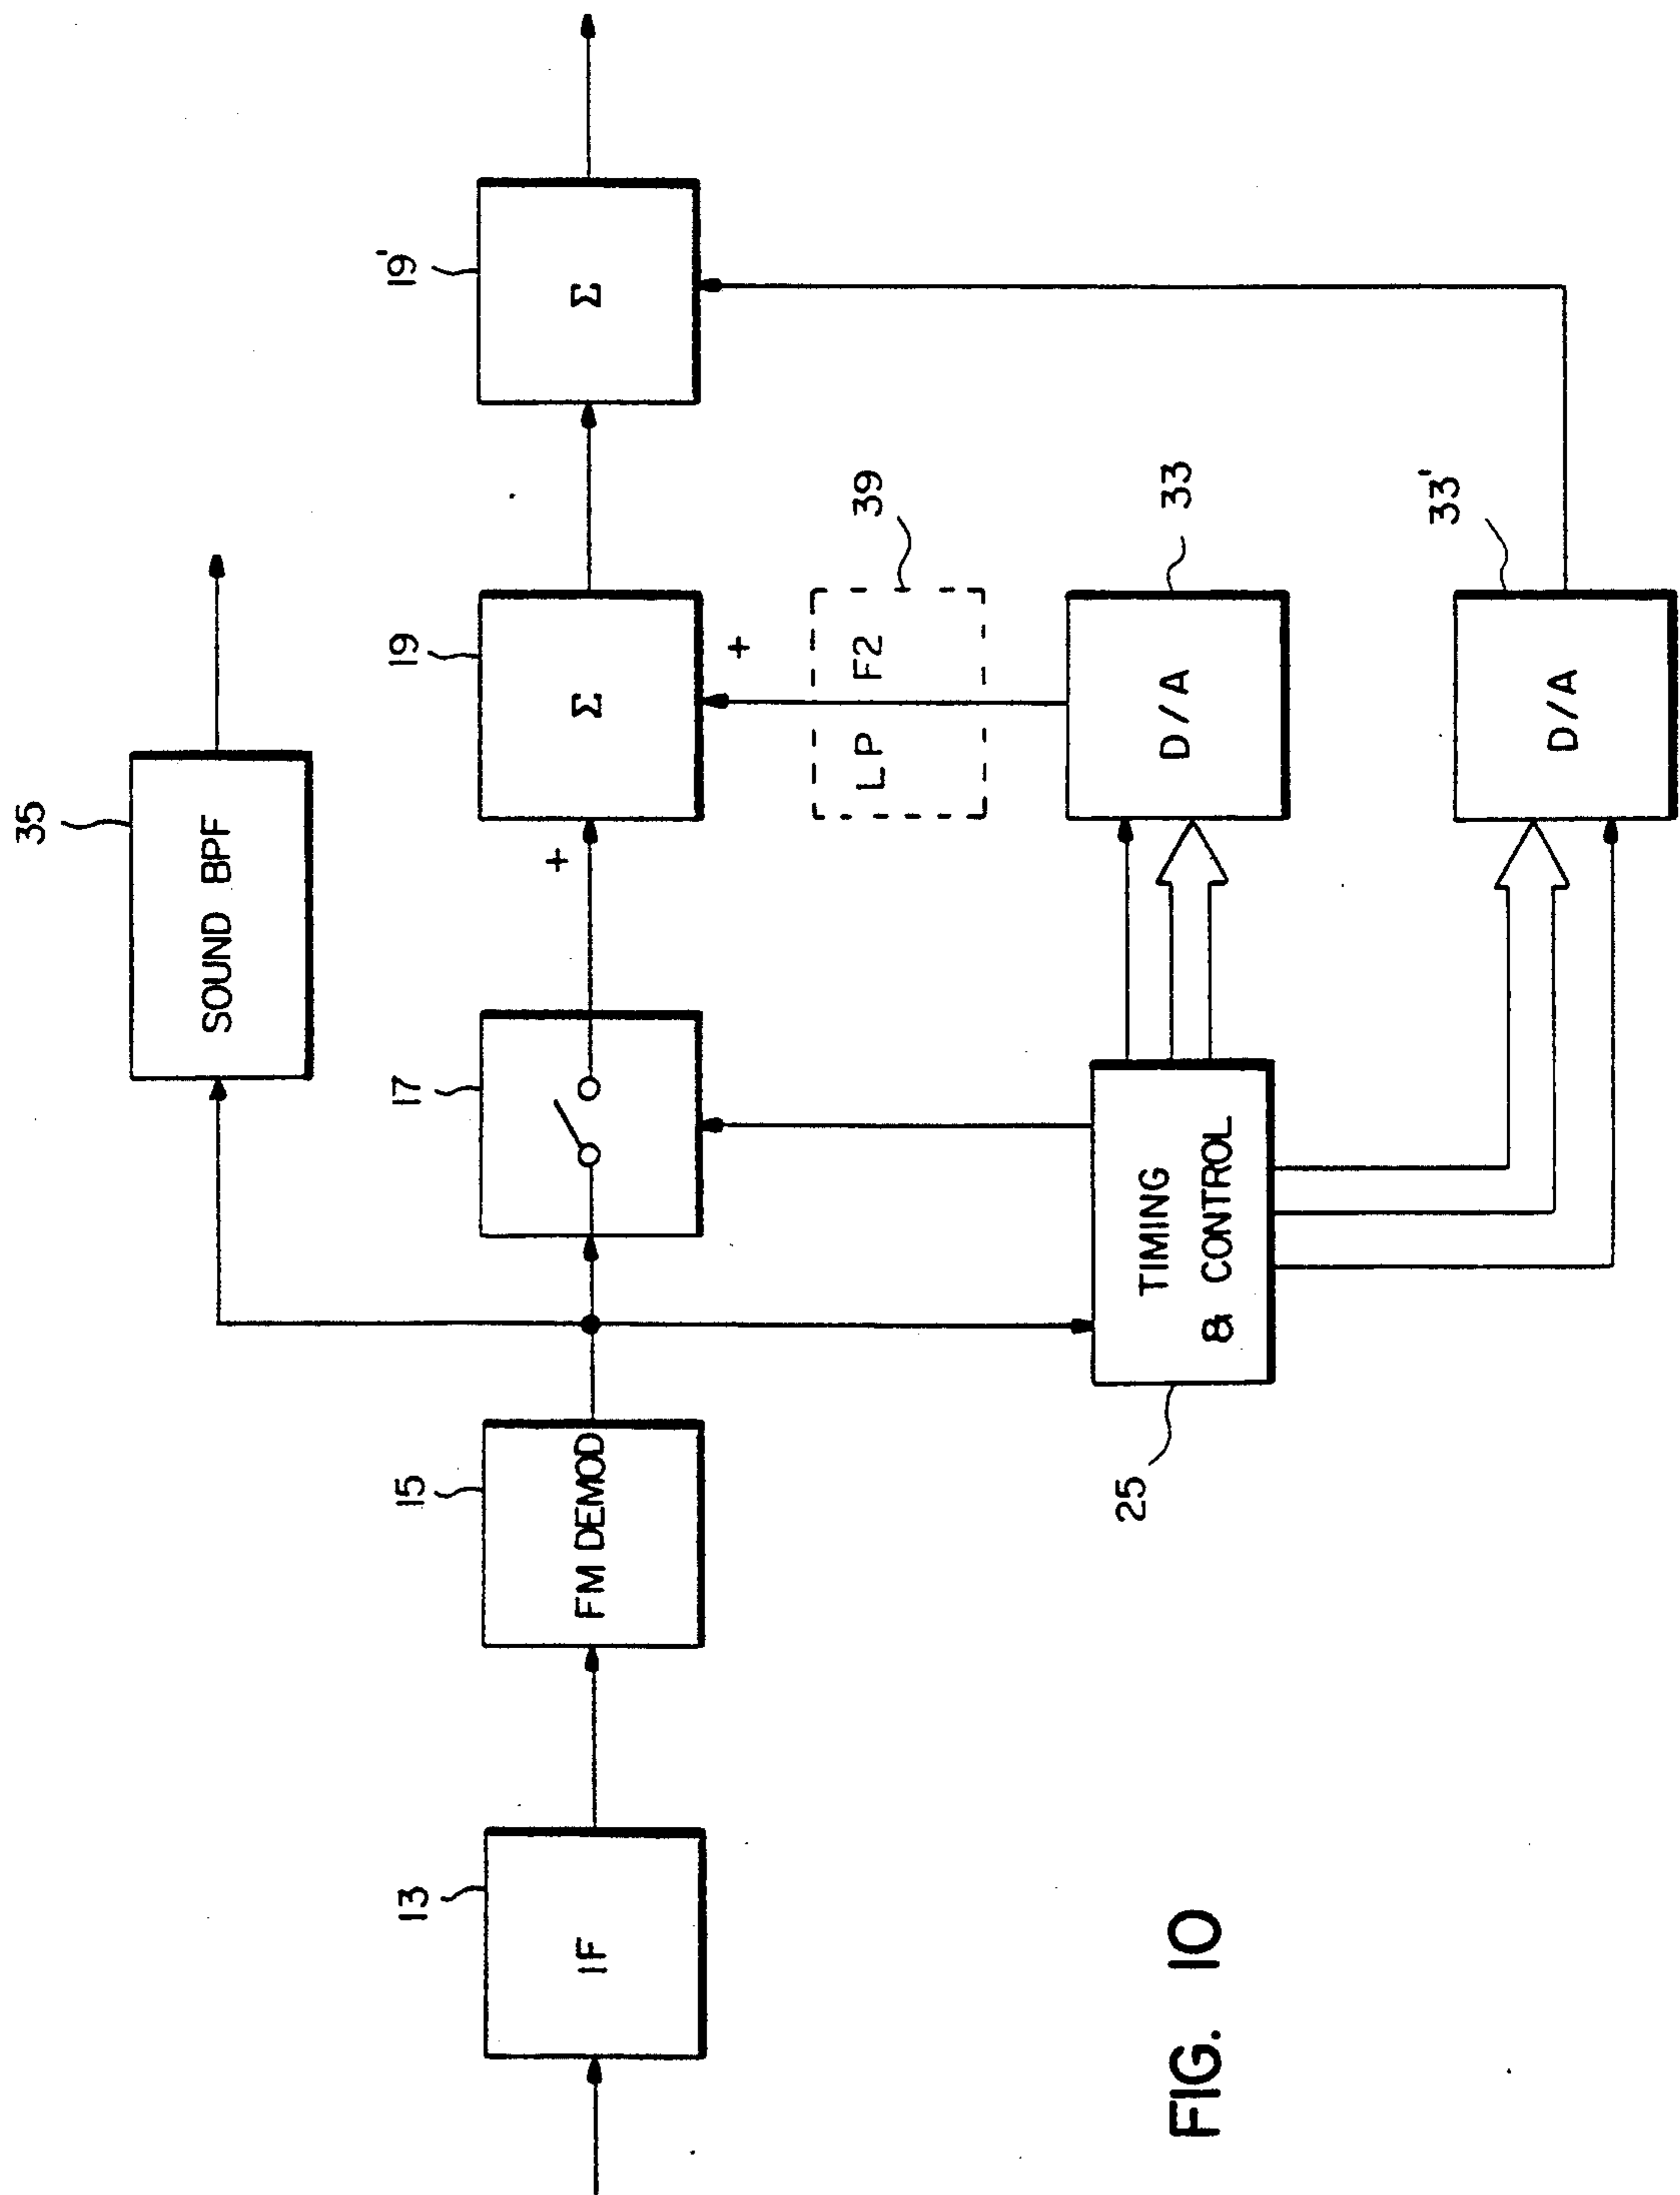 35
SOUND BPF
13
IF
15
FM DEMOD
17
+
19
Σ
19'
Σ
+
39
LP F2
25
TIMING
& CONTROL
33
D/A
33'
D/A
FIG. 10